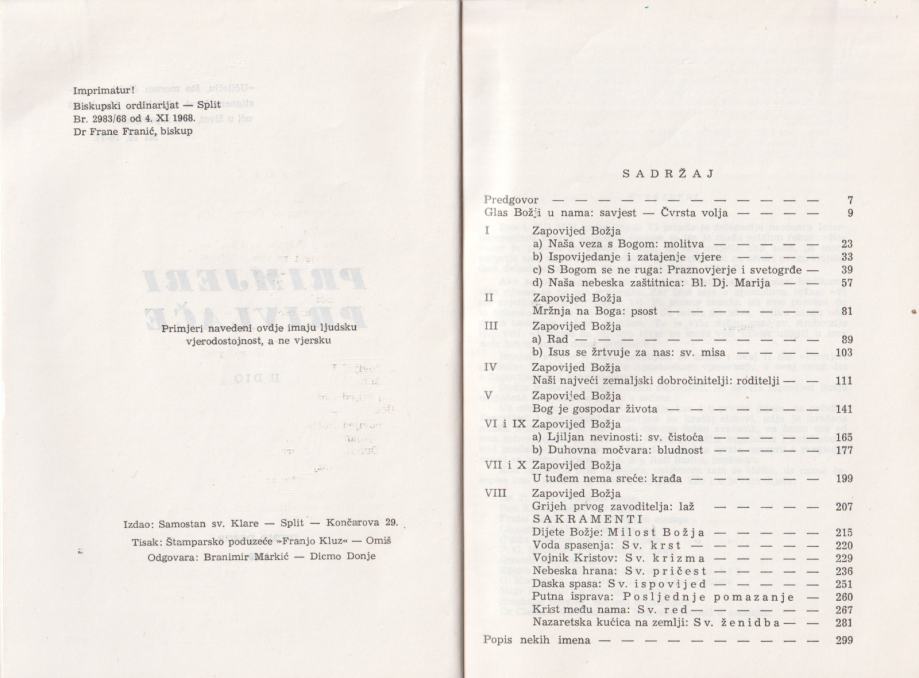 Imprimatur!
Biskupski ordinarijat — Split
Br. 2983/68 od 4. XI 1968.
Dr Frane Franić, biskup
PRIMJERI
PRIVLAČE
Primjeri navedeni ovdje imaju ljudsku
vjerodostojnost, a ne vjersku
II DIO
Izdao: Samostan sv. Klare — Split — Končarova 29.
Tisak: Štamparsko poduzeće »Franjo Kluz« — Omiš
Odgovara: Branimir Márkić — Dicmo Donje
SADRŽAJ
Predgovor — — — — — — — — — — — — 7
Glas Božji u nama: savjest — Čvrsta volja — — — — 9
I Zapovijed Božja
a) Naša veza s Bogom: molitva — — — — — 23
b) Ispovijedanje i zatajenje vjere — — — — — 33
c) S Bogom se ne ruga: Praznovjerje i svetogrđe — 39
d) Naša nebeska zaštitnica: Bl. Dj. Marija — — 57
II Zapovijed Božja
Mržnja na Boga: psost — — — — — — — 81
III Zapovijed Božja
a) Rad — — — — — — — — — — — 89
b) Isus se žrtvuje za nas: sv. misa — — — — 103
IV Zapovijed Božja
Naši najveći zemaljski dobročinitelji: roditelji — — 111
V Zapovijed Božja
Bog je gospodar života — — — — — — — 141
VI i IX Zapovijed Božja
a) Ljiljan nevinosti: sv. čistoća — — — — — 165
b) Duhovna močvara: bludnost — — — — — 177
VII i X Zapovijed Božja
U tuđem nema sreće: krađa — — — — — — 199
VIII Zapovijed Božja
Grijeh prvog zavoditelja: laž — — — — — 207
SAKRAMENTI
Dijete Božje: Milost Božja — — — — — 215
Voda spasenja: Sv. krst — — — — — — 220
Vojnik Kristov: Sv. krizma — — — — — 229
Nebeska hrana: Sv. pričest — — — — — 236
Daska spasa: Sv. ispovijed — — — — — 251
Putna isprava: Posljednje pomazanje — — 260
Krist među nama: Sv. red — — — — — — 267
Nazaretska kućica na zemlji: Sv. ženidba — — 281
Popis nekih imena — — — — — — — — — — 299